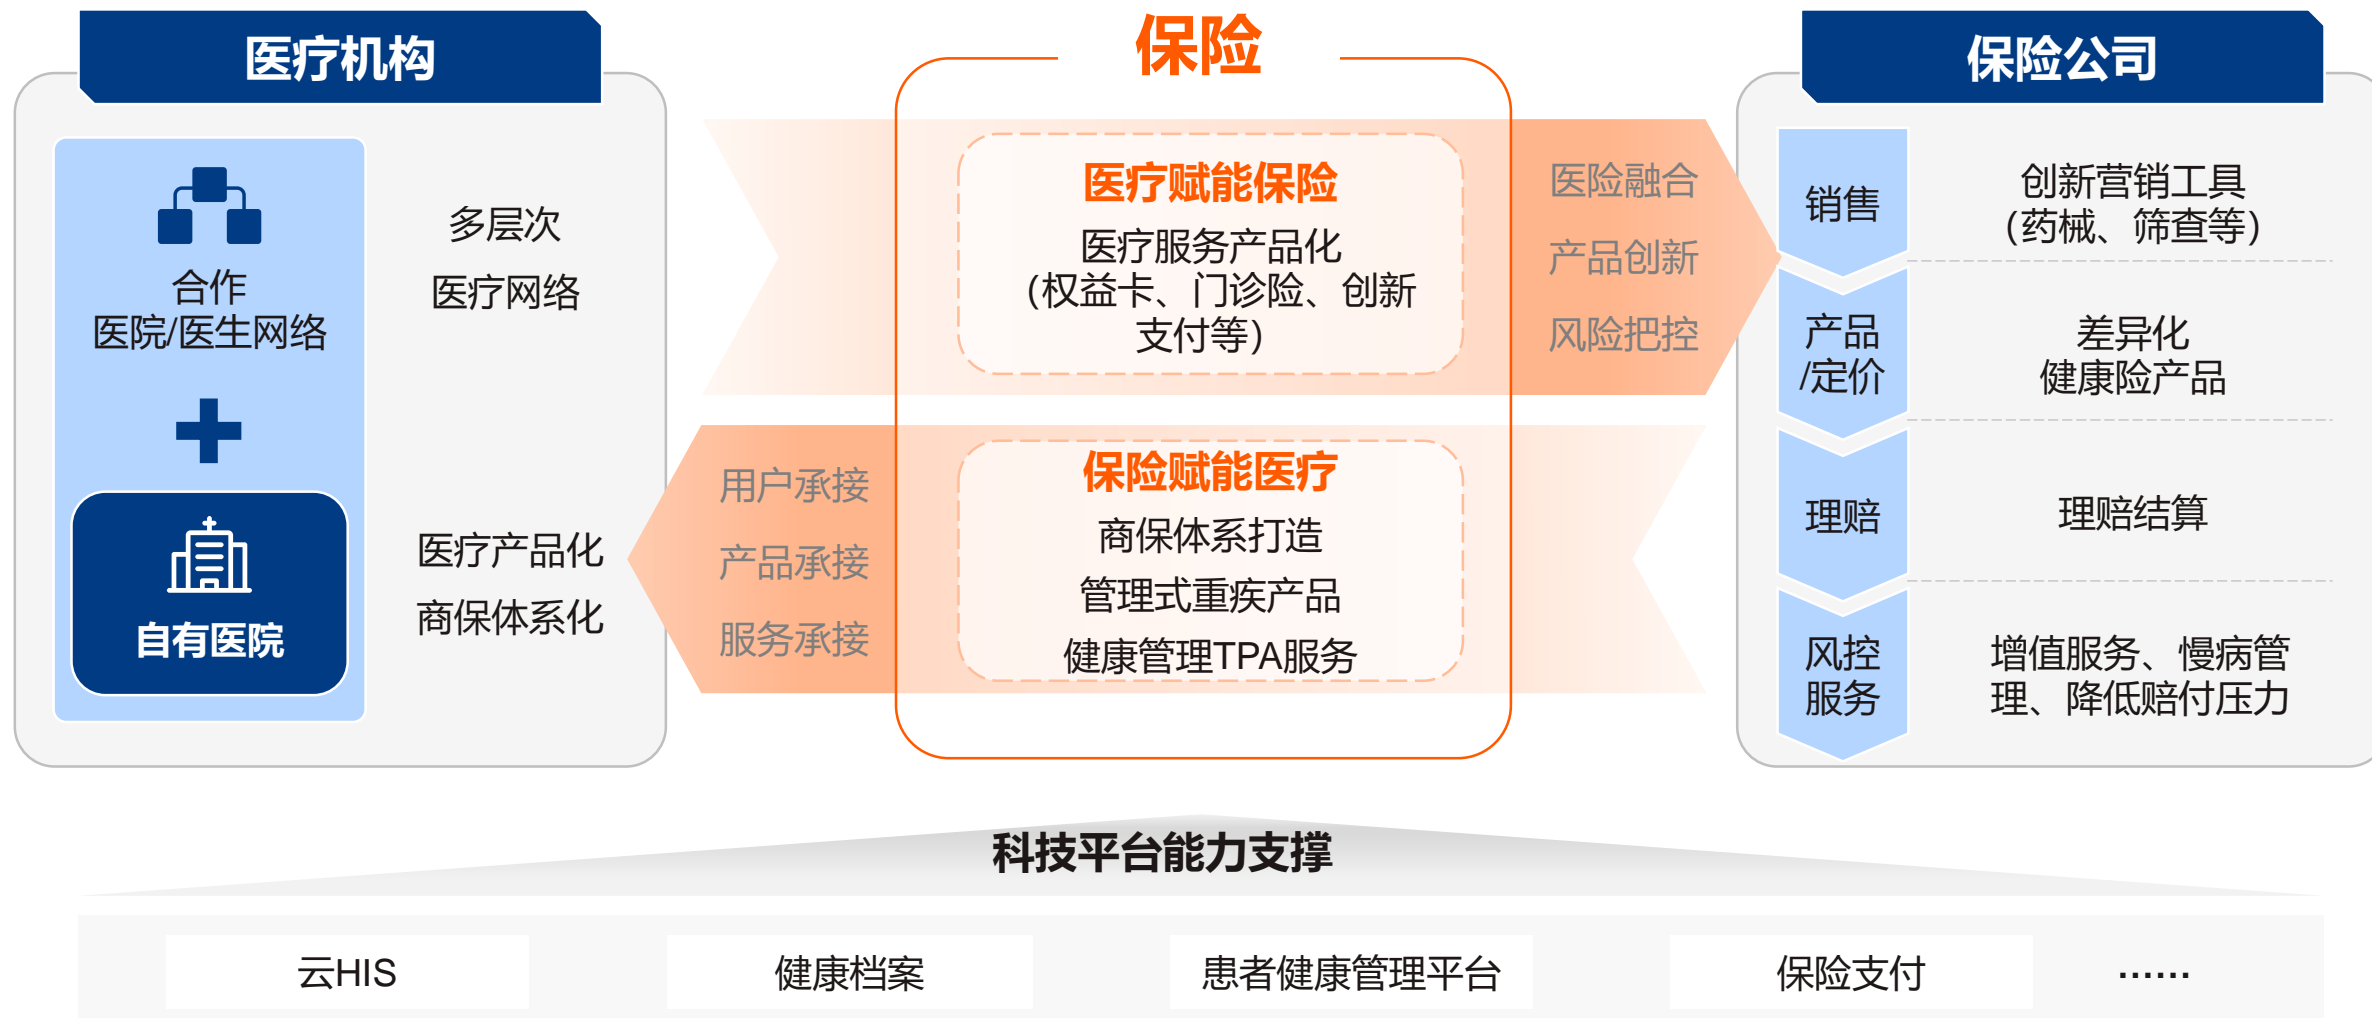 医疗机构
合作
医院/医生网络
自有医院
多层次
医疗网络
医疗产品化
商保体系化
保险
医疗赋能保险
医疗服务产品化
(权益卡、门诊险、创新
支付等)
医险融合
产品创新
风险把控
用户承接
产品承接
服务承接
保险赋能医疗
商保体系打造
管理式重疾产品
健康管理TPA服务
保险公司
销售
创新营销工具
(药械、筛查等)
产品
/定价
差异化
健康险产品
理赔
理赔结算
风控
服务
增值服务、慢病管
理、降低赔付压力
科技平台能力支撑
云HIS
健康档案
患者健康管理平台
保险支付
······